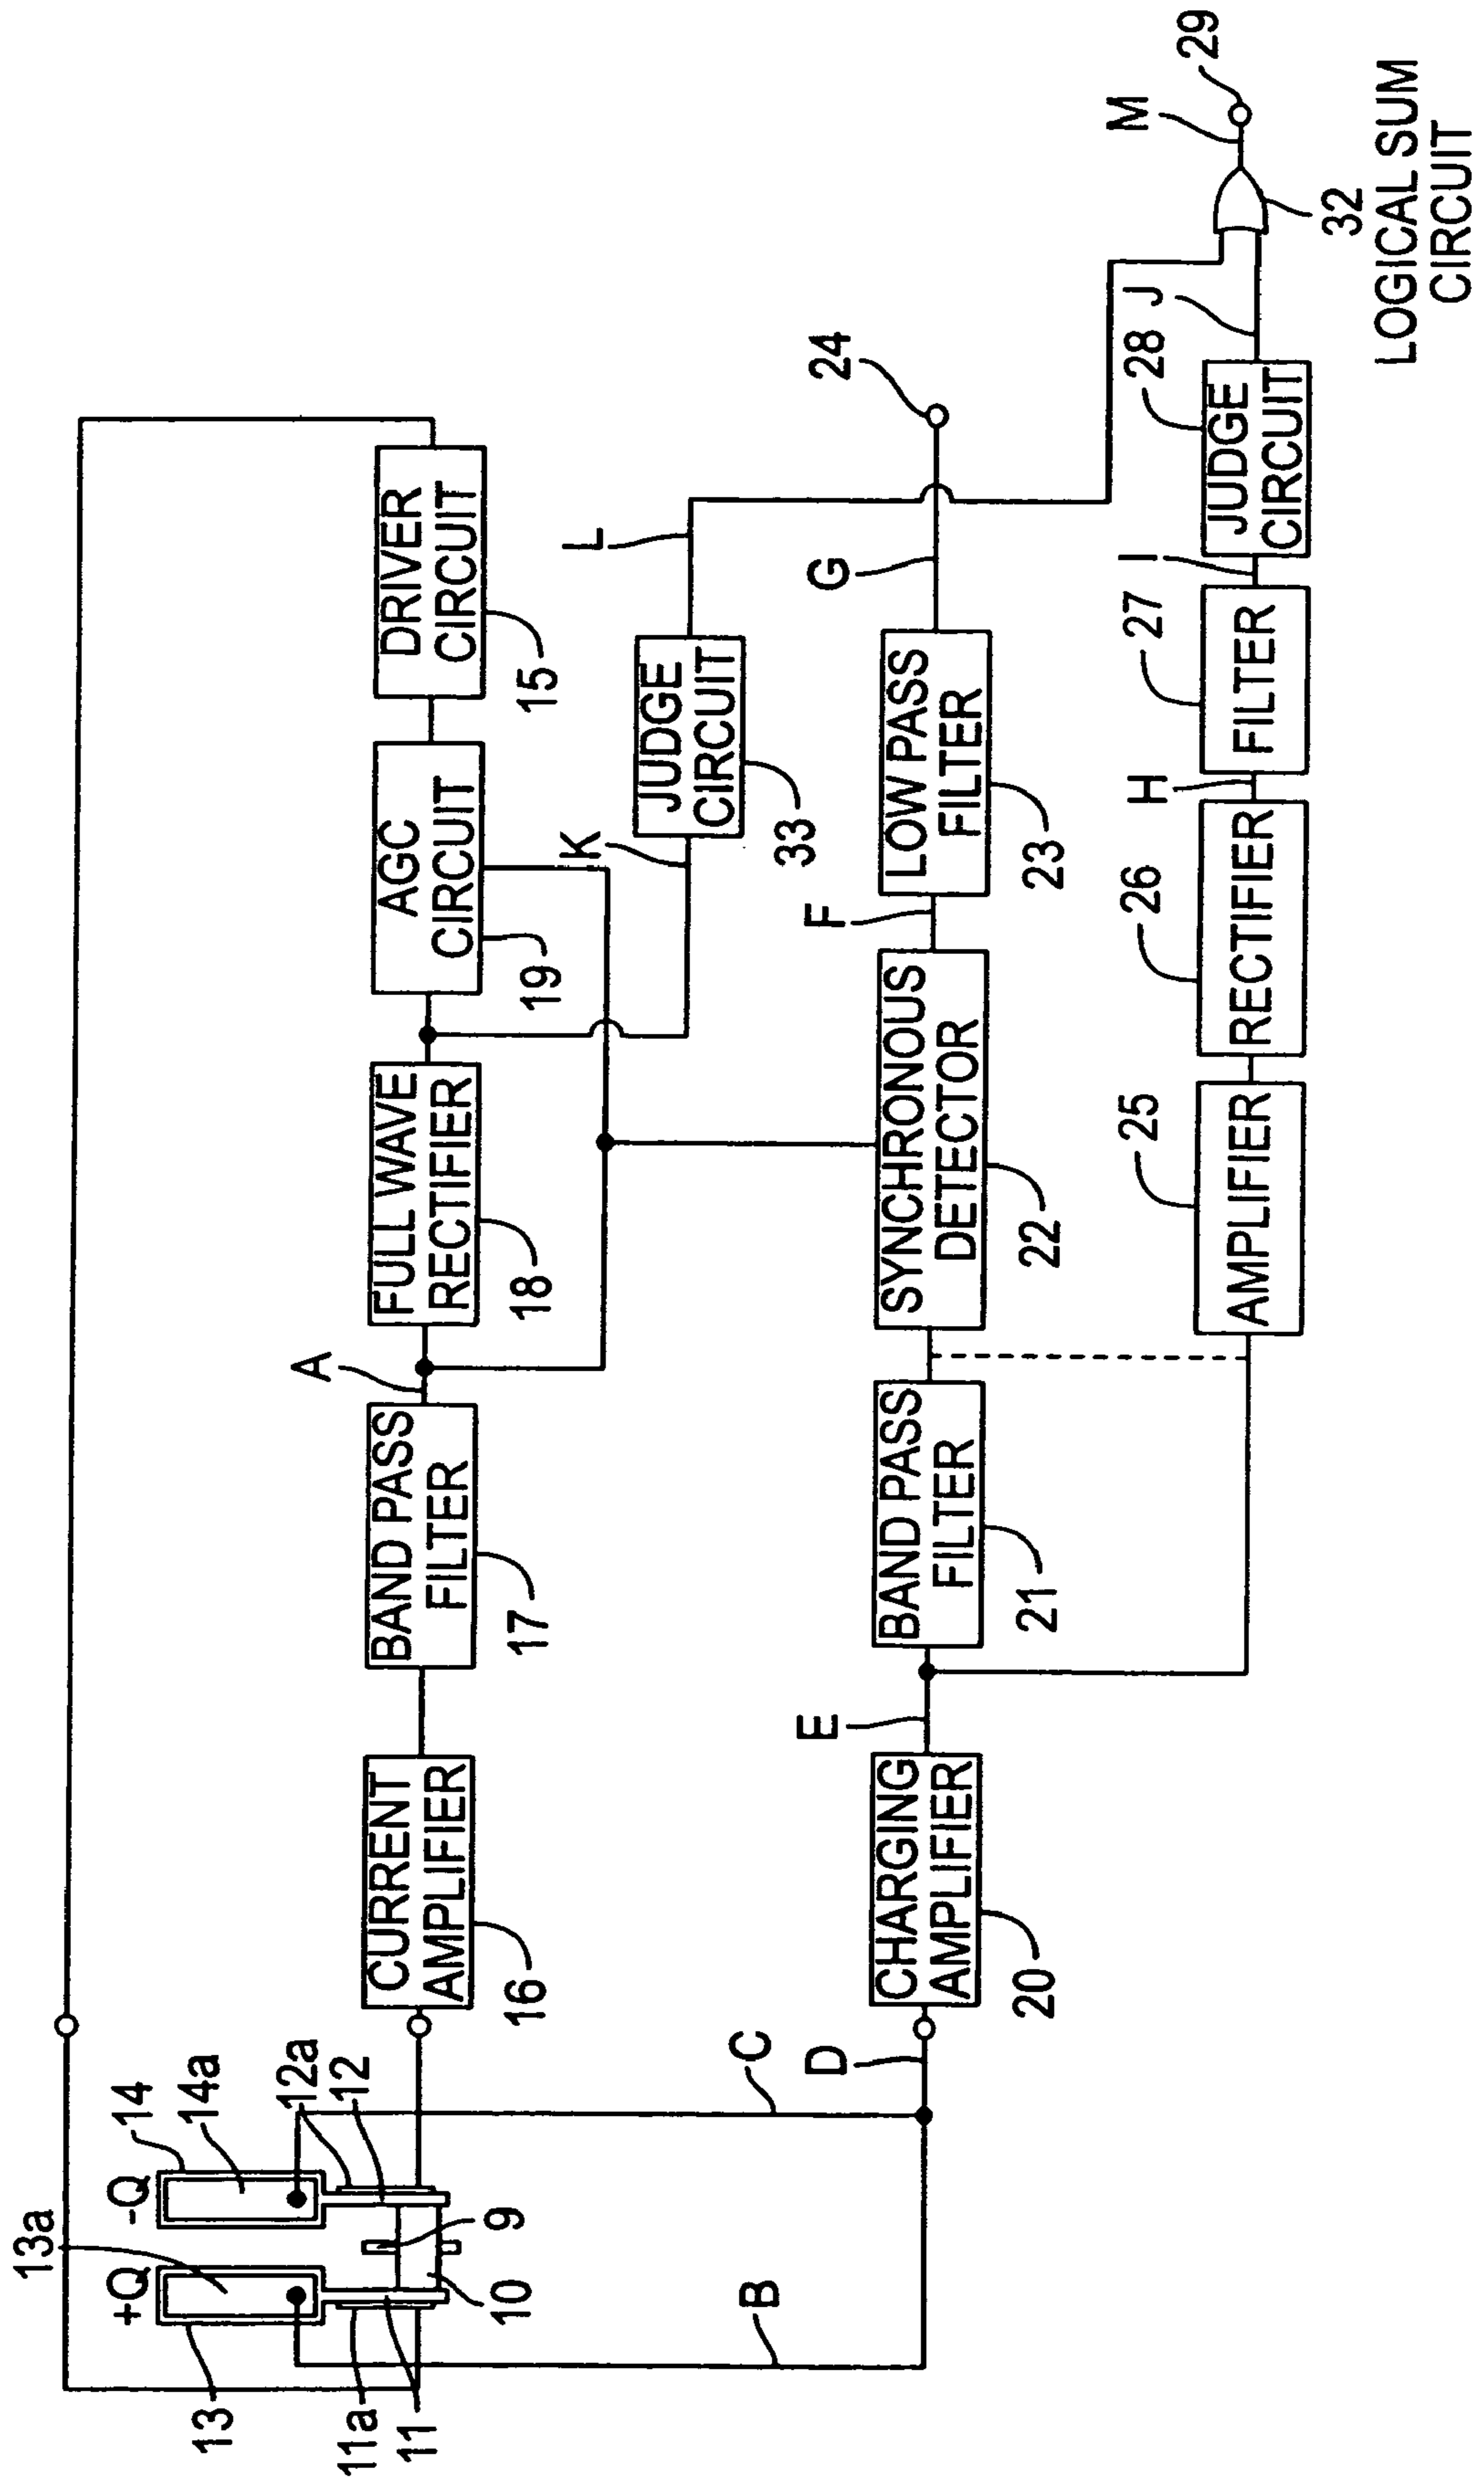 13a
+Q
-Q
14
14a
12a
12
13
11a
11
10
9
CURRENT
AMPLIFIER
16
BAND PASS
FILTER
17
A
FULL WAVE
RECTIFIER
18
AGC
CIRCUIT
19
DRIVER
CIRCUIT
15
K
JUDGE
CIRCUIT
33
L
B
C
D
CHARGING
AMPLIFIER
20
E
BAND PASS
FILTER
21
SYNCHRONOUS
DETECTOR
22
F
LOW PASS
FILTER
23
G
24
AMPLIFIER
25
RECTIFIER
26
H
FILTER
27
I
JUDGE
CIRCUIT
28
J
M
29
32
LOGICAL SUM
CIRCUIT